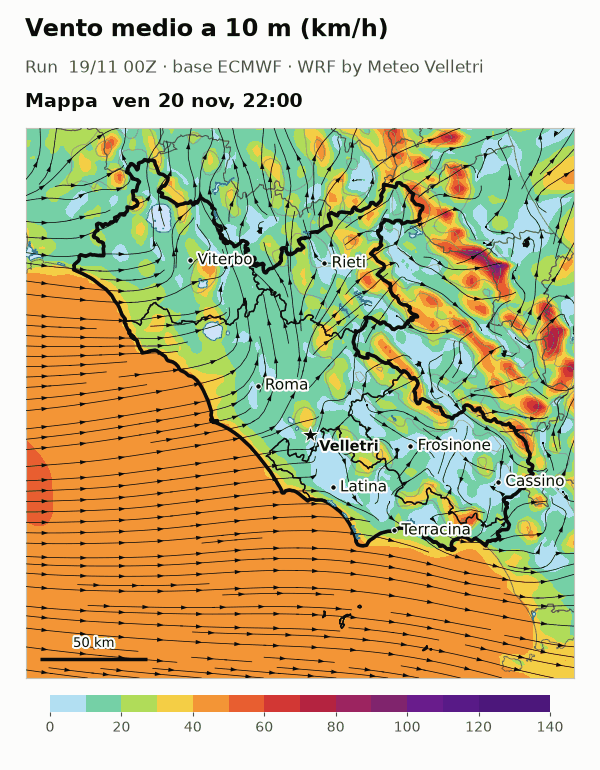 Vento medio a 10 m (km/h)
Run 19/11 00Z · base ECMWF · WRF by Meteo Velletri
Mappa ven 20 nov, 22:00
Viterbo
Rieti
Roma
Velletri
Frosinone
Latina
Cassino
Terracina
50 km
0 20 40 60 80 100 120 140